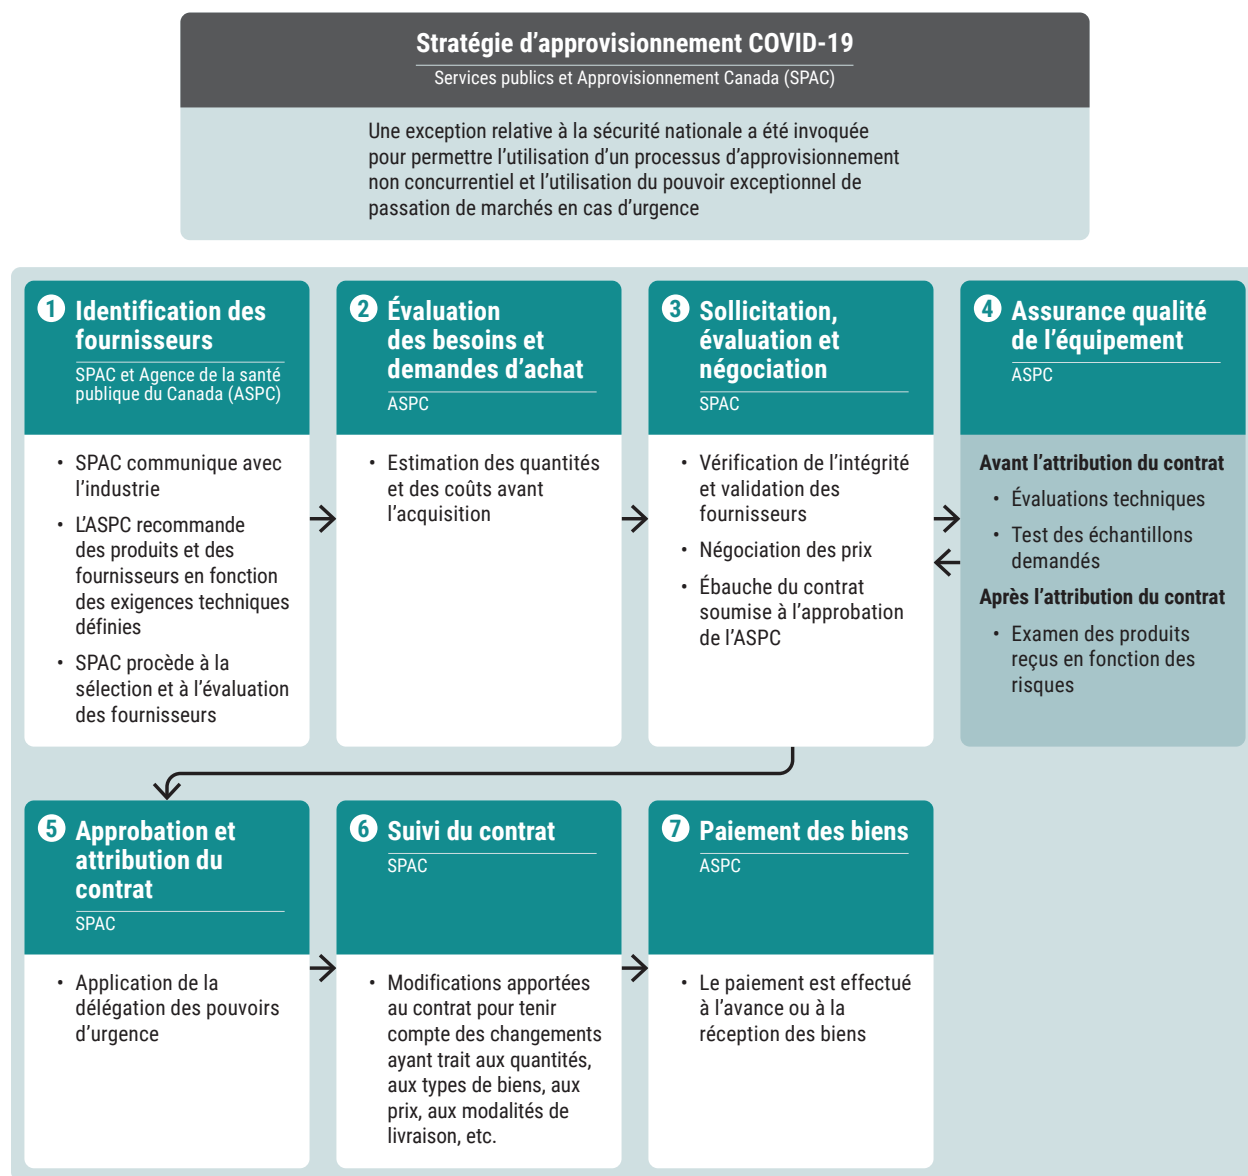 Stratégie d’approvisionnement COVID-19
Services publics et Approvisionnement Canada (SPAC)
Une exception relative à la sécurité nationale a été invoquée
pour permettre l’utilisation d’un processus d’approvisionnement
non concurrentiel et l’utilisation du pouvoir exceptionnel de
passation de marchés en cas d’urgence
1 Identification des
fournisseurs
SPAC et Agence de la santé
publique du Canada (ASPC)
• SPAC communique avec
l’industrie
• L’ASPC recommande
des produits et des
fournisseurs en fonction
des exigences techniques
définies
• SPAC procède à la
sélection et à l’évaluation
des fournisseurs
2 Évaluation
des besoins et
demandes d’achat
ASPC
• Estimation des quantités
et des coûts avant
l’acquisition
3 Sollicitation,
évaluation et
négociation
SPAC
• Vérification de l’intégrité
et validation des
fournisseurs
• Négociation des prix
• Ébauche du contrat
soumise à l’approbation
de l’ASPC
4 Assurance qualité
de l’équipement
ASPC
Avant l’attribution du contrat
• Évaluations techniques
• Test des échantillons
demandés
Après l’attribution du contrat
• Examen des produits
reçus en fonction des
risques
5 Approbation et
attribution du
contrat
SPAC
• Application de la
délégation des pouvoirs
d’urgence
6 Suivi du contrat
SPAC
• Modifications apportées
au contrat pour tenir
compte des changements
ayant trait aux quantités,
aux types de biens, aux
prix, aux modalités de
livraison, etc.
7 Paiement des biens
ASPC
• Le paiement est effectué
à l’avance ou à la
réception des biens